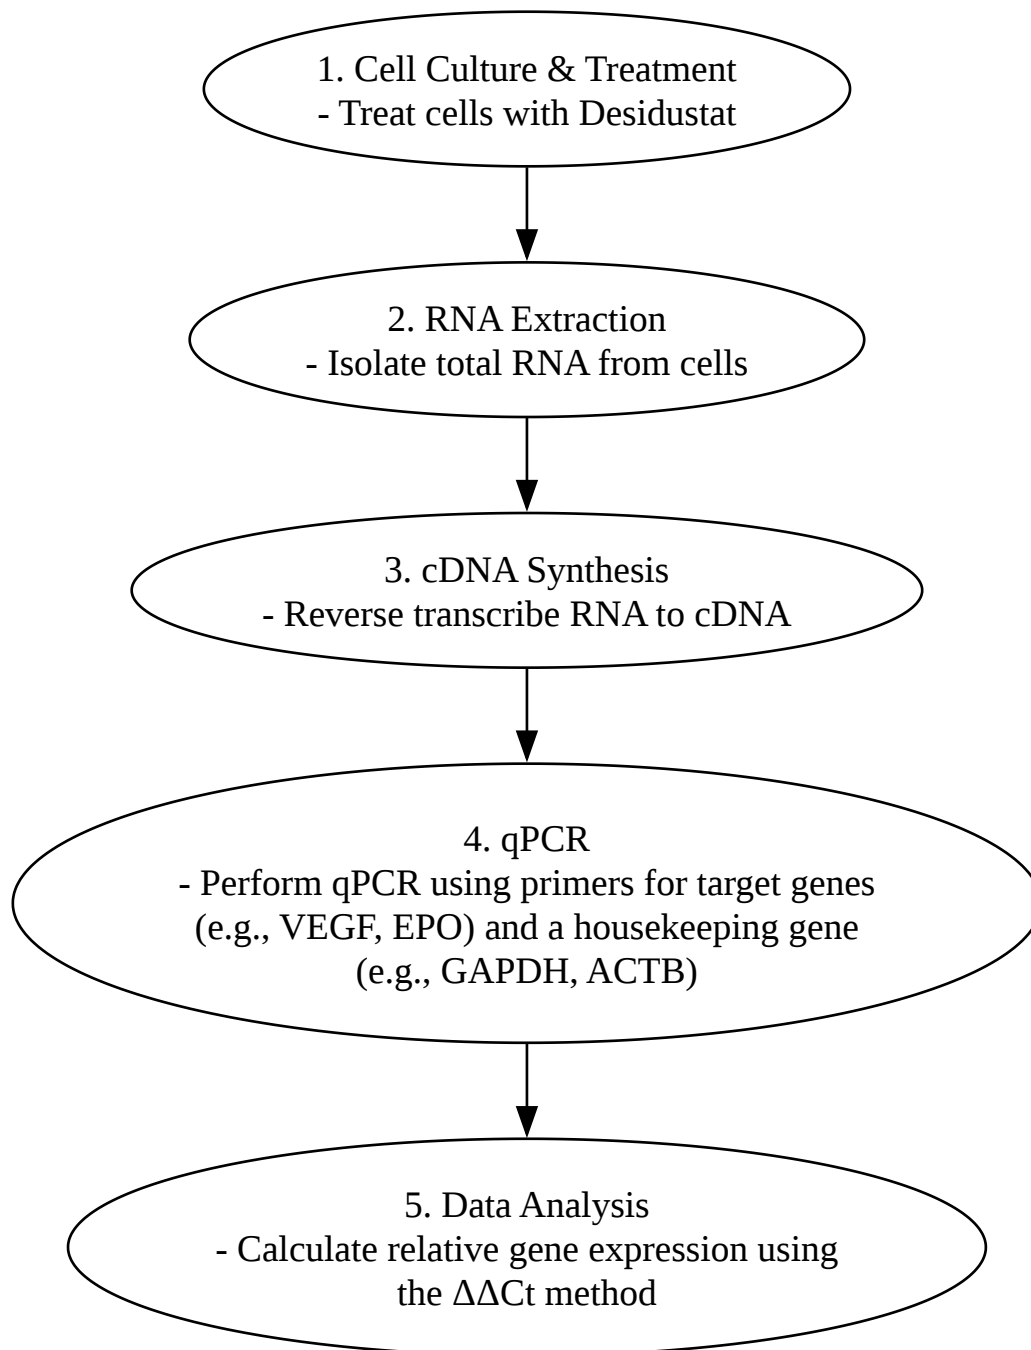 1. Cell Culture & Treatment
- Treat cells with Desidustat
2. RNA Extraction
- Isolate total RNA from cells
3. cDNA Synthesis
- Reverse transcribe RNA to cDNA
4. qPCR
- Perform qPCR using primers for target genes
(e.g., VEGF, EPO) and a housekeeping gene
(e.g., GAPDH, ACTB)
5. Data Analysis
- Calculate relative gene expression using
the ΔΔCt method